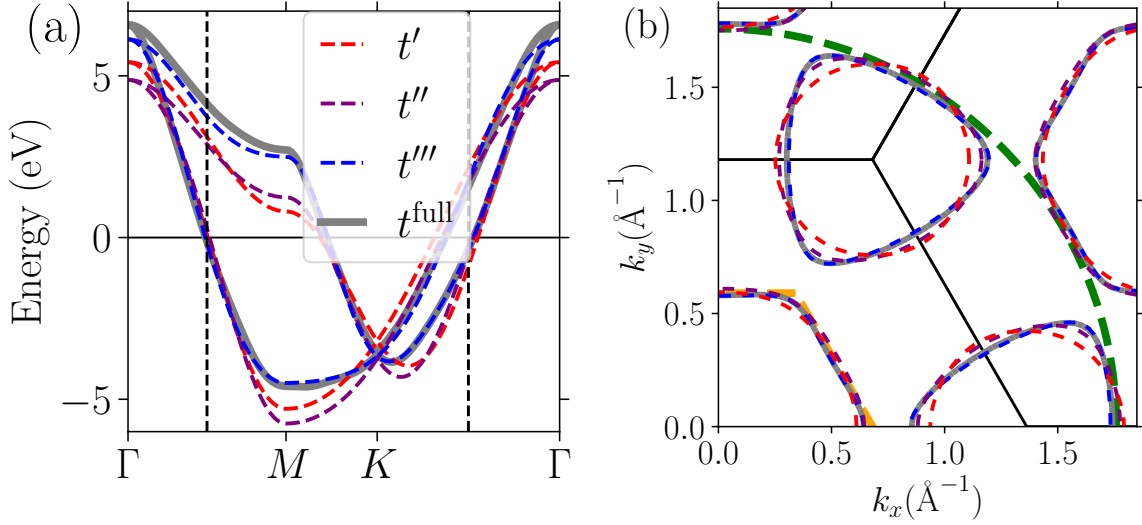 (a)
Energy (eV)
5
0
−5
Γ
M
K
Γ
t′
t″
t‴
t^full
(b)
k_y(Å⁻¹)
1.5
1.0
0.5
0.0
0.0
0.5
1.0
1.5
k_x(Å⁻¹)